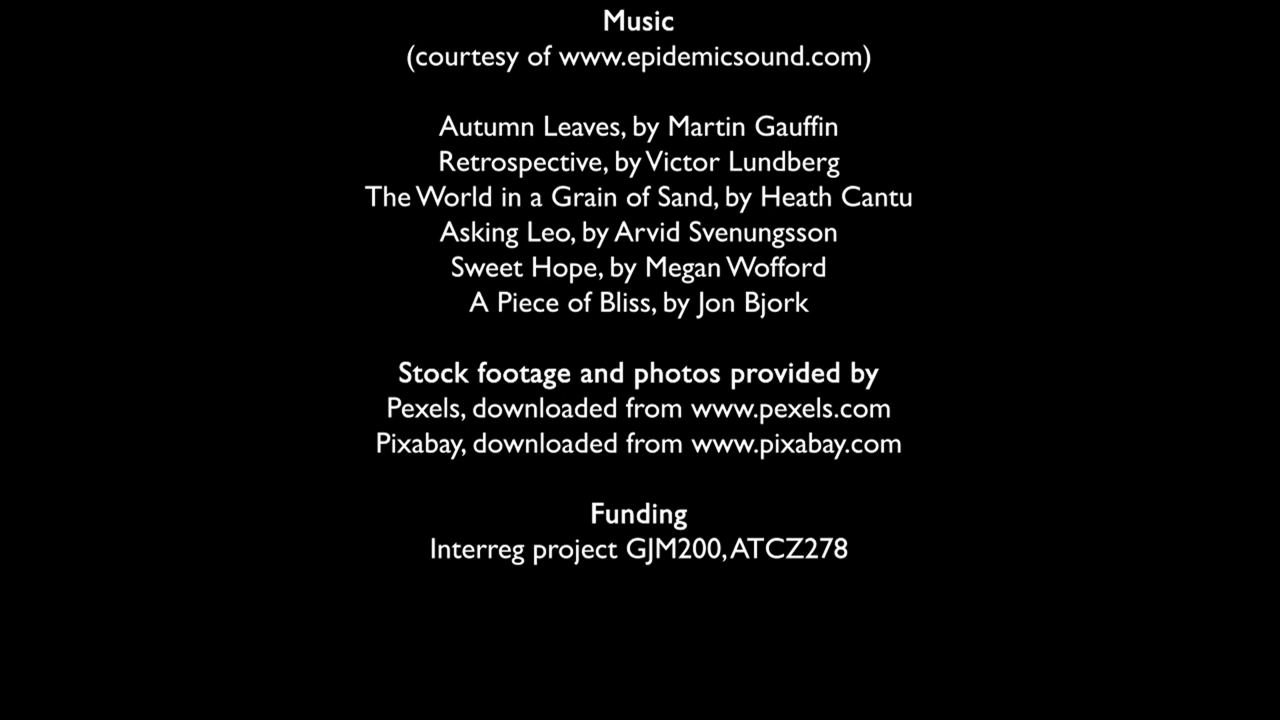 Music
(courtesy of www.epidemicsound.com)
Autumn Leaves, by Martin Gauffin
Retrospective, by Victor Lundberg
The World in a Grain of Sand, by Heath Cantu
Asking Leo, by Arvid Svenungsson
Sweet Hope, by Megan Wofford
A Piece of Bliss, by Jon Bjork
Stock footage and photos provided by
Pexels, downloaded from www.pexels.com
Pixabay, downloaded from www.pixabay.com
Funding
Interreg project GJM200, ATCZ278